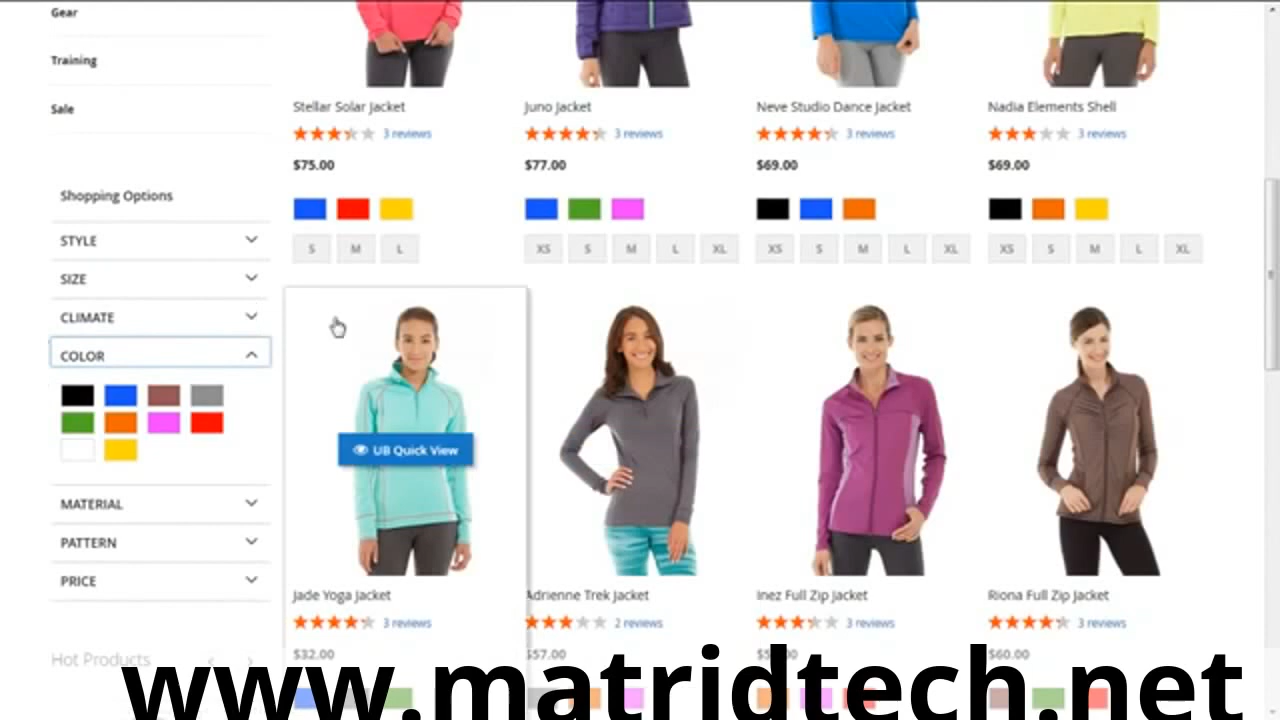 Gear
Training
Sale
Shopping Options
STYLE
SIZE
CLIMATE
COLOR
MATERIAL
PATTERN
PRICE
Hot Products
Stellar Solar Jacket
3 reviews
$75.00
S M L
Juno Jacket
3 reviews
$77.00
XS S M L XL
Neve Studio Dance Jacket
3 reviews
$69.00
XS S M L XL
Nadia Elements Shell
3 reviews
$69.00
XS S M L XL
UB Quick View
Jade Yoga Jacket
3 reviews
$32.00
Adrienne Trek Jacket
2 reviews
$57.00
Inez Full Zip Jacket
3 reviews
Riona Full Zip Jacket
3 reviews
$60.00
www.matridtech.net